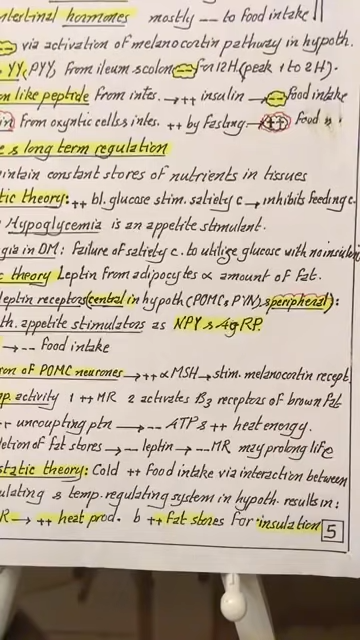 ntestinal hormones mostly -- to food intake
-- via activation of melanocortin pathway in hypoth.
YY(PYY) from ileum & colon -- for 12H (peak 1 to 2H).
on like peptide from intes. → ++ insulin → -- food intake
in from oxyntic cells & intes. ++ by fasting → ++ food
e & long term regulation
intain constant stores of nutrients in tissues
tic theory: ++ bl. glucose stim. satiety c → inhibits feeding c.
Hypoglycemia is an appetite stimulant.
gia in DM: failure of satiety c. to utilize glucose with no insulin
c theory Leptin from adipocytes ∝ amount of fat.
leptin receptors (central in hypoth (POMC & PVN) & peripheral):
th. appetite stimulators as NPY & AgRP.
→ -- food intake
on of POMC neurones → ++ αMSH → stim. melanocortin recept
mp. activity 1 ++ MR 2 activates B3 receptors of brown fat
++ uncoupling ptn → -- ATP & ++ heat energy.
letion of fat stores → -- leptin → -- MR may prolong life
static theory: Cold ++ food intake via interaction between
ulating & temp. regulating system in hypoth. results in:
R → ++ heat prod. b ++ fat stores for insulation 5